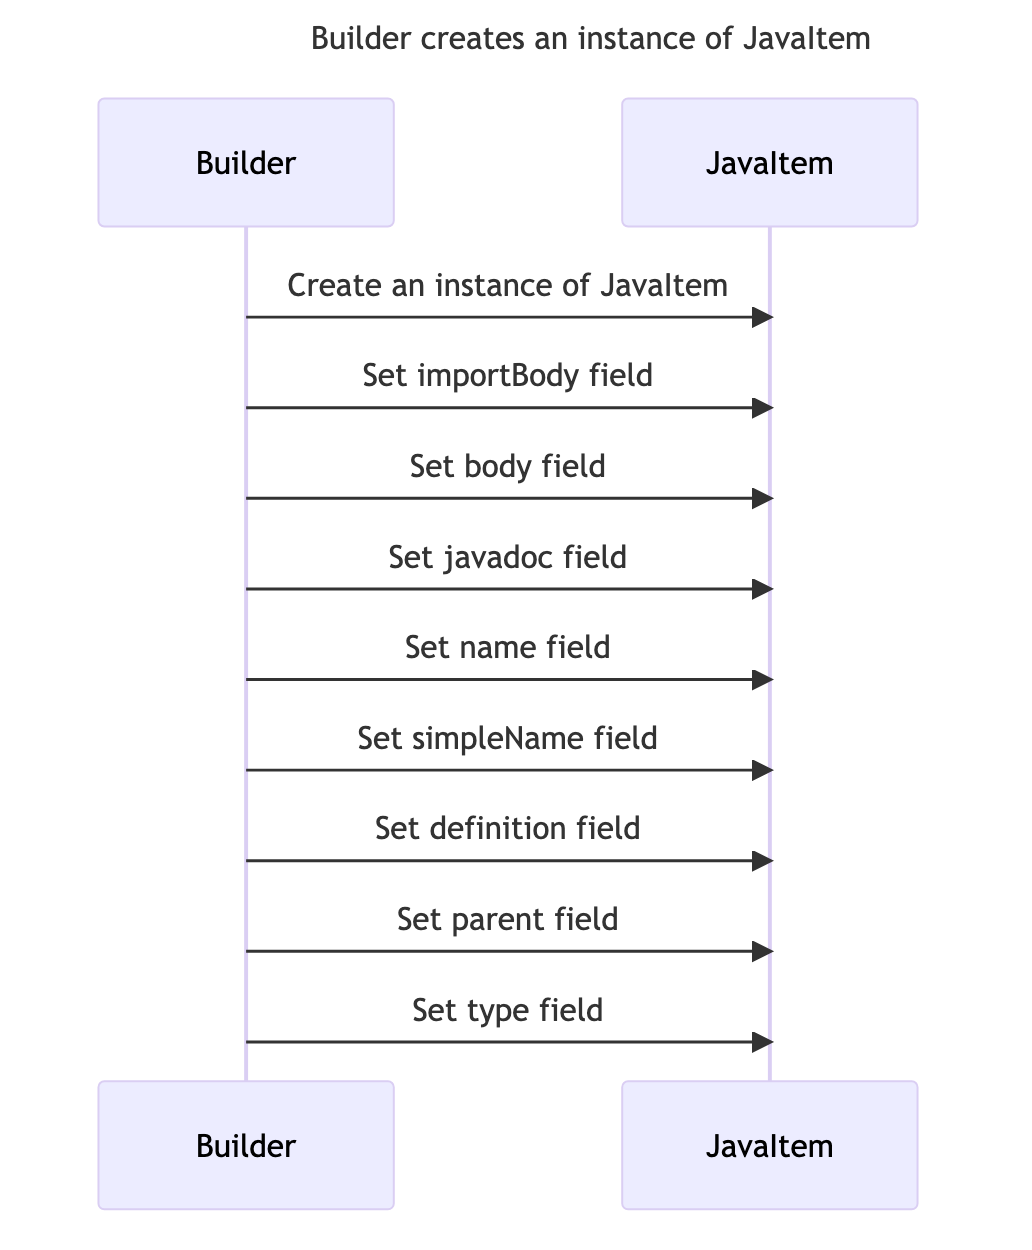 Builder creates an instance of JavaItem
Builder
JavaItem
Create an instance of JavaItem
Set importBody field
Set body field
Set javadoc field
Set name field
Set simpleName field
Set definition field
Set parent field
Set type field
Builder
JavaItem